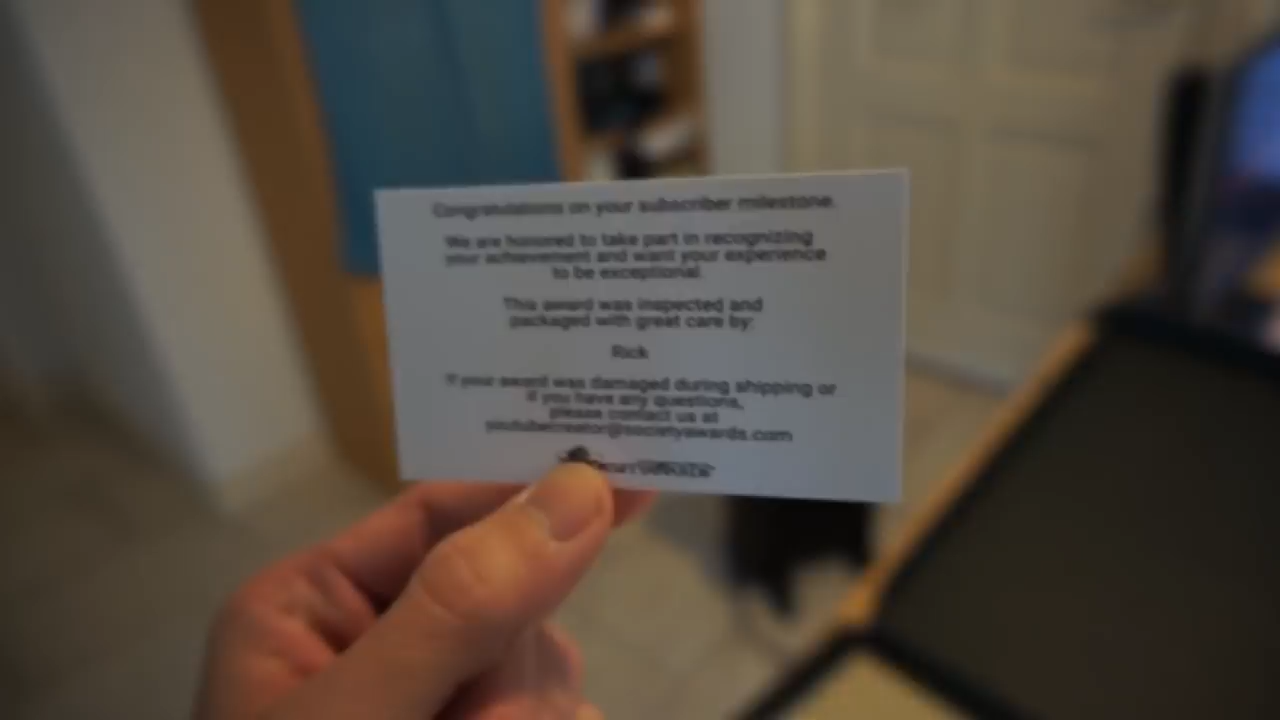 Congratulations on your subscriber milestone.
We are honored to take part in recognizing
your achievement and want your experience
to be exceptional.
This award was inspected and
packaged with great care by:
Rick
If your award was damaged during shipping or
if you have any questions,
please contact us at
youtubecreator@societyawards.com